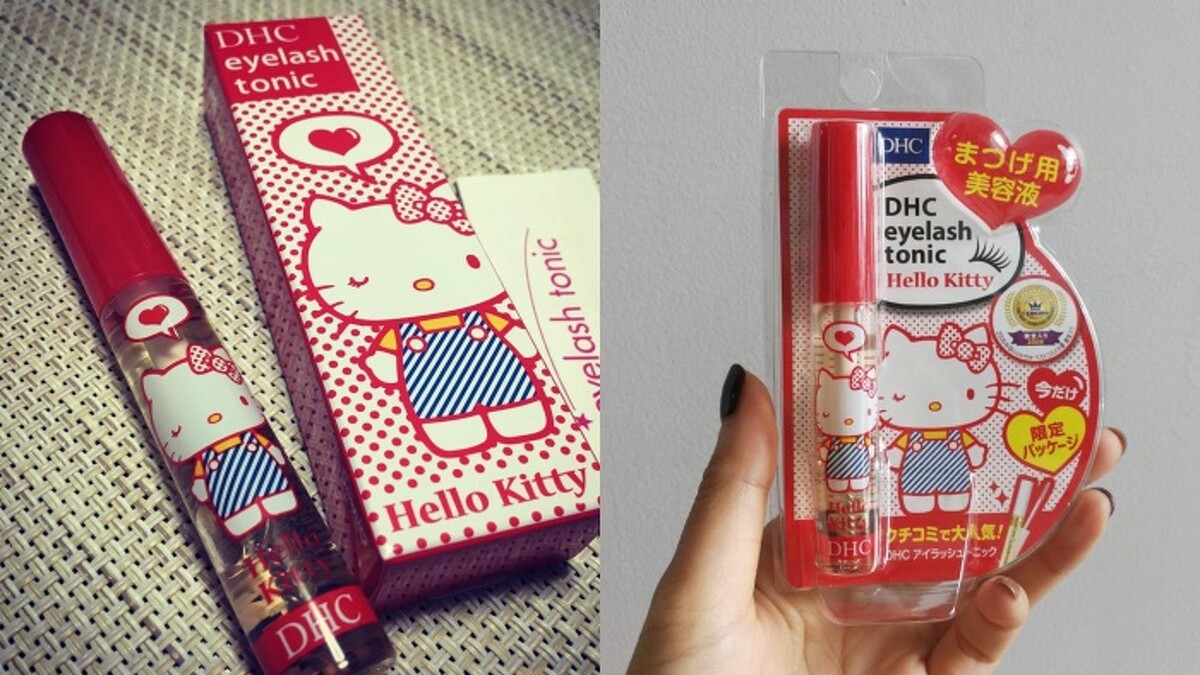 DHC
eyelash
tonic
Hello Kitty
eyelash tonic
Hello
Kitty
DHC
DHC
まつげ用
美容液
DHC
eyelash
tonic
Hello Kitty
今だけ
限定
パッケージ
Hello
Kitty
DHC
クチコミで大人気!
DHC アイラッシュトニック